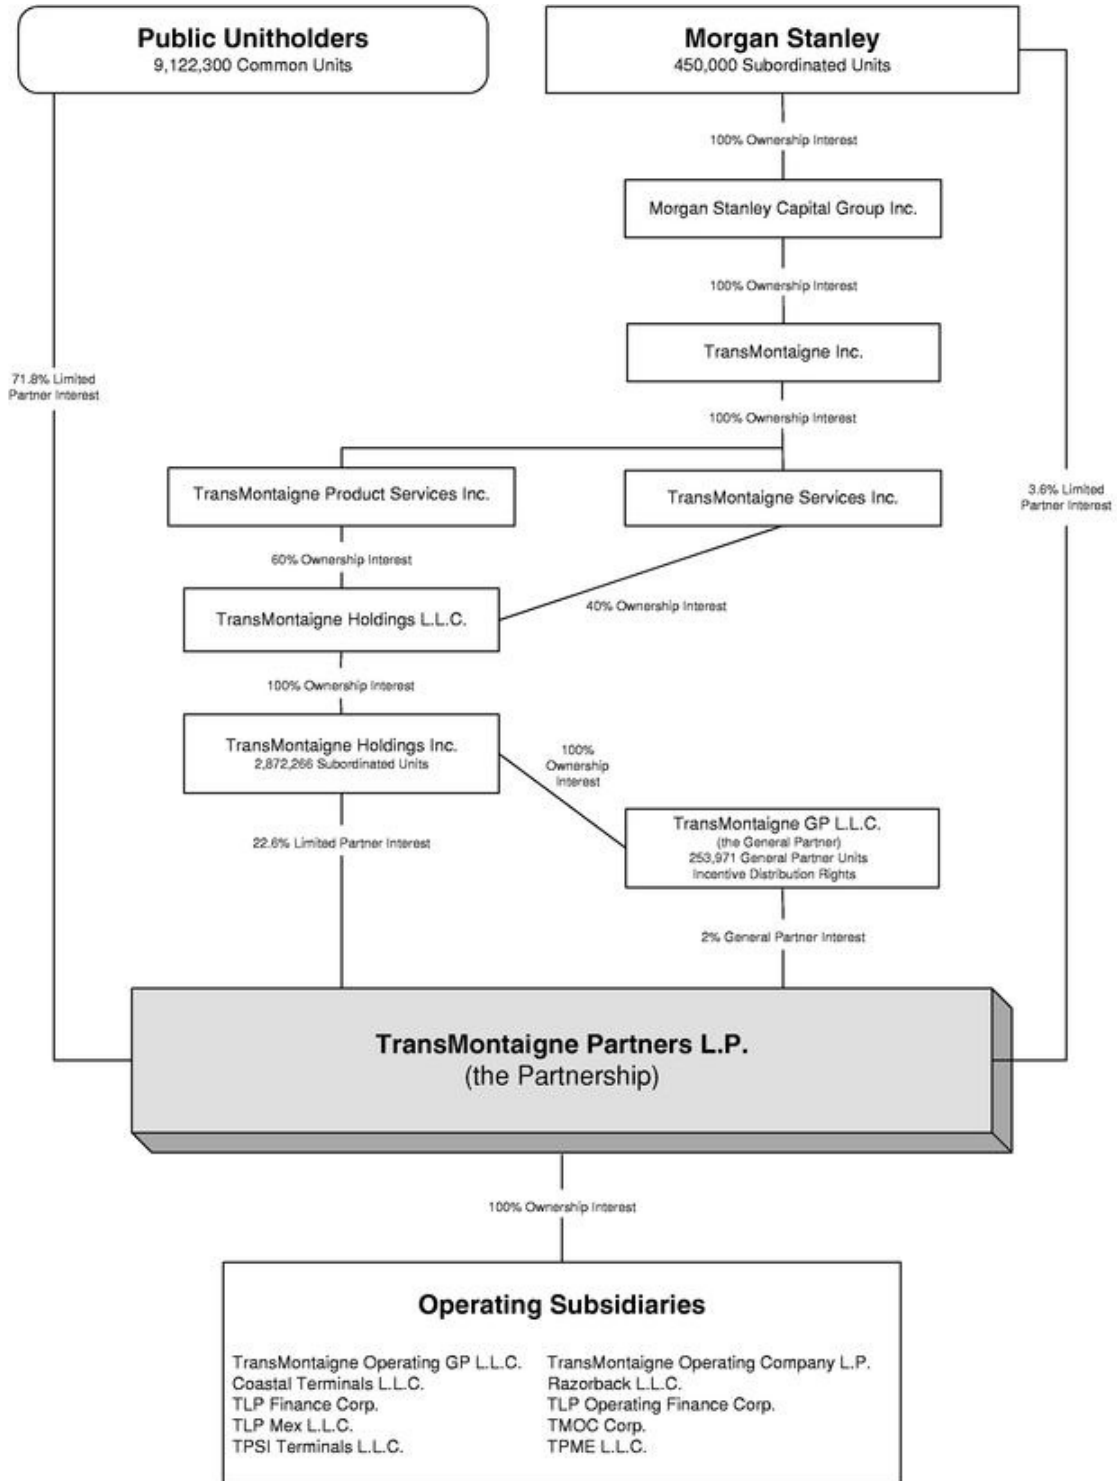 Public Unitholders
9,122,300 Common Units
Morgan Stanley
450,000 Subordinated Units
100% Ownership Interest
Morgan Stanley Capital Group Inc.
100% Ownership Interest
TransMontaigne Inc.
71.8% Limited
Partner Interest
100% Ownership Interest
TransMontaigne Product Services Inc.
TransMontaigne Services Inc.
3.6% Limited
Partner Interest
60% Ownership Interest
40% Ownership Interest
TransMontaigne Holdings L.L.C.
100% Ownership Interest
TransMontaigne Holdings Inc.
2,872,266 Subordinated Units
100%
Ownership
Interest
22.6% Limited Partner Interest
TransMontaigne GP L.L.C.
(the General Partner)
253,971 General Partner Units
Incentive Distribution Rights
2% General Partner Interest
TransMontaigne Partners L.P.
(the Partnership)
100% Ownership Interest
Operating Subsidiaries
TransMontaigne Operating GP L.L.C.
Coastal Terminals L.L.C.
TLP Finance Corp.
TLP Mex L.L.C.
TPSI Terminals L.L.C.
TransMontaigne Operating Company L.P.
Razorback L.L.C.
TLP Operating Finance Corp.
TMOC Corp.
TPME L.L.C.